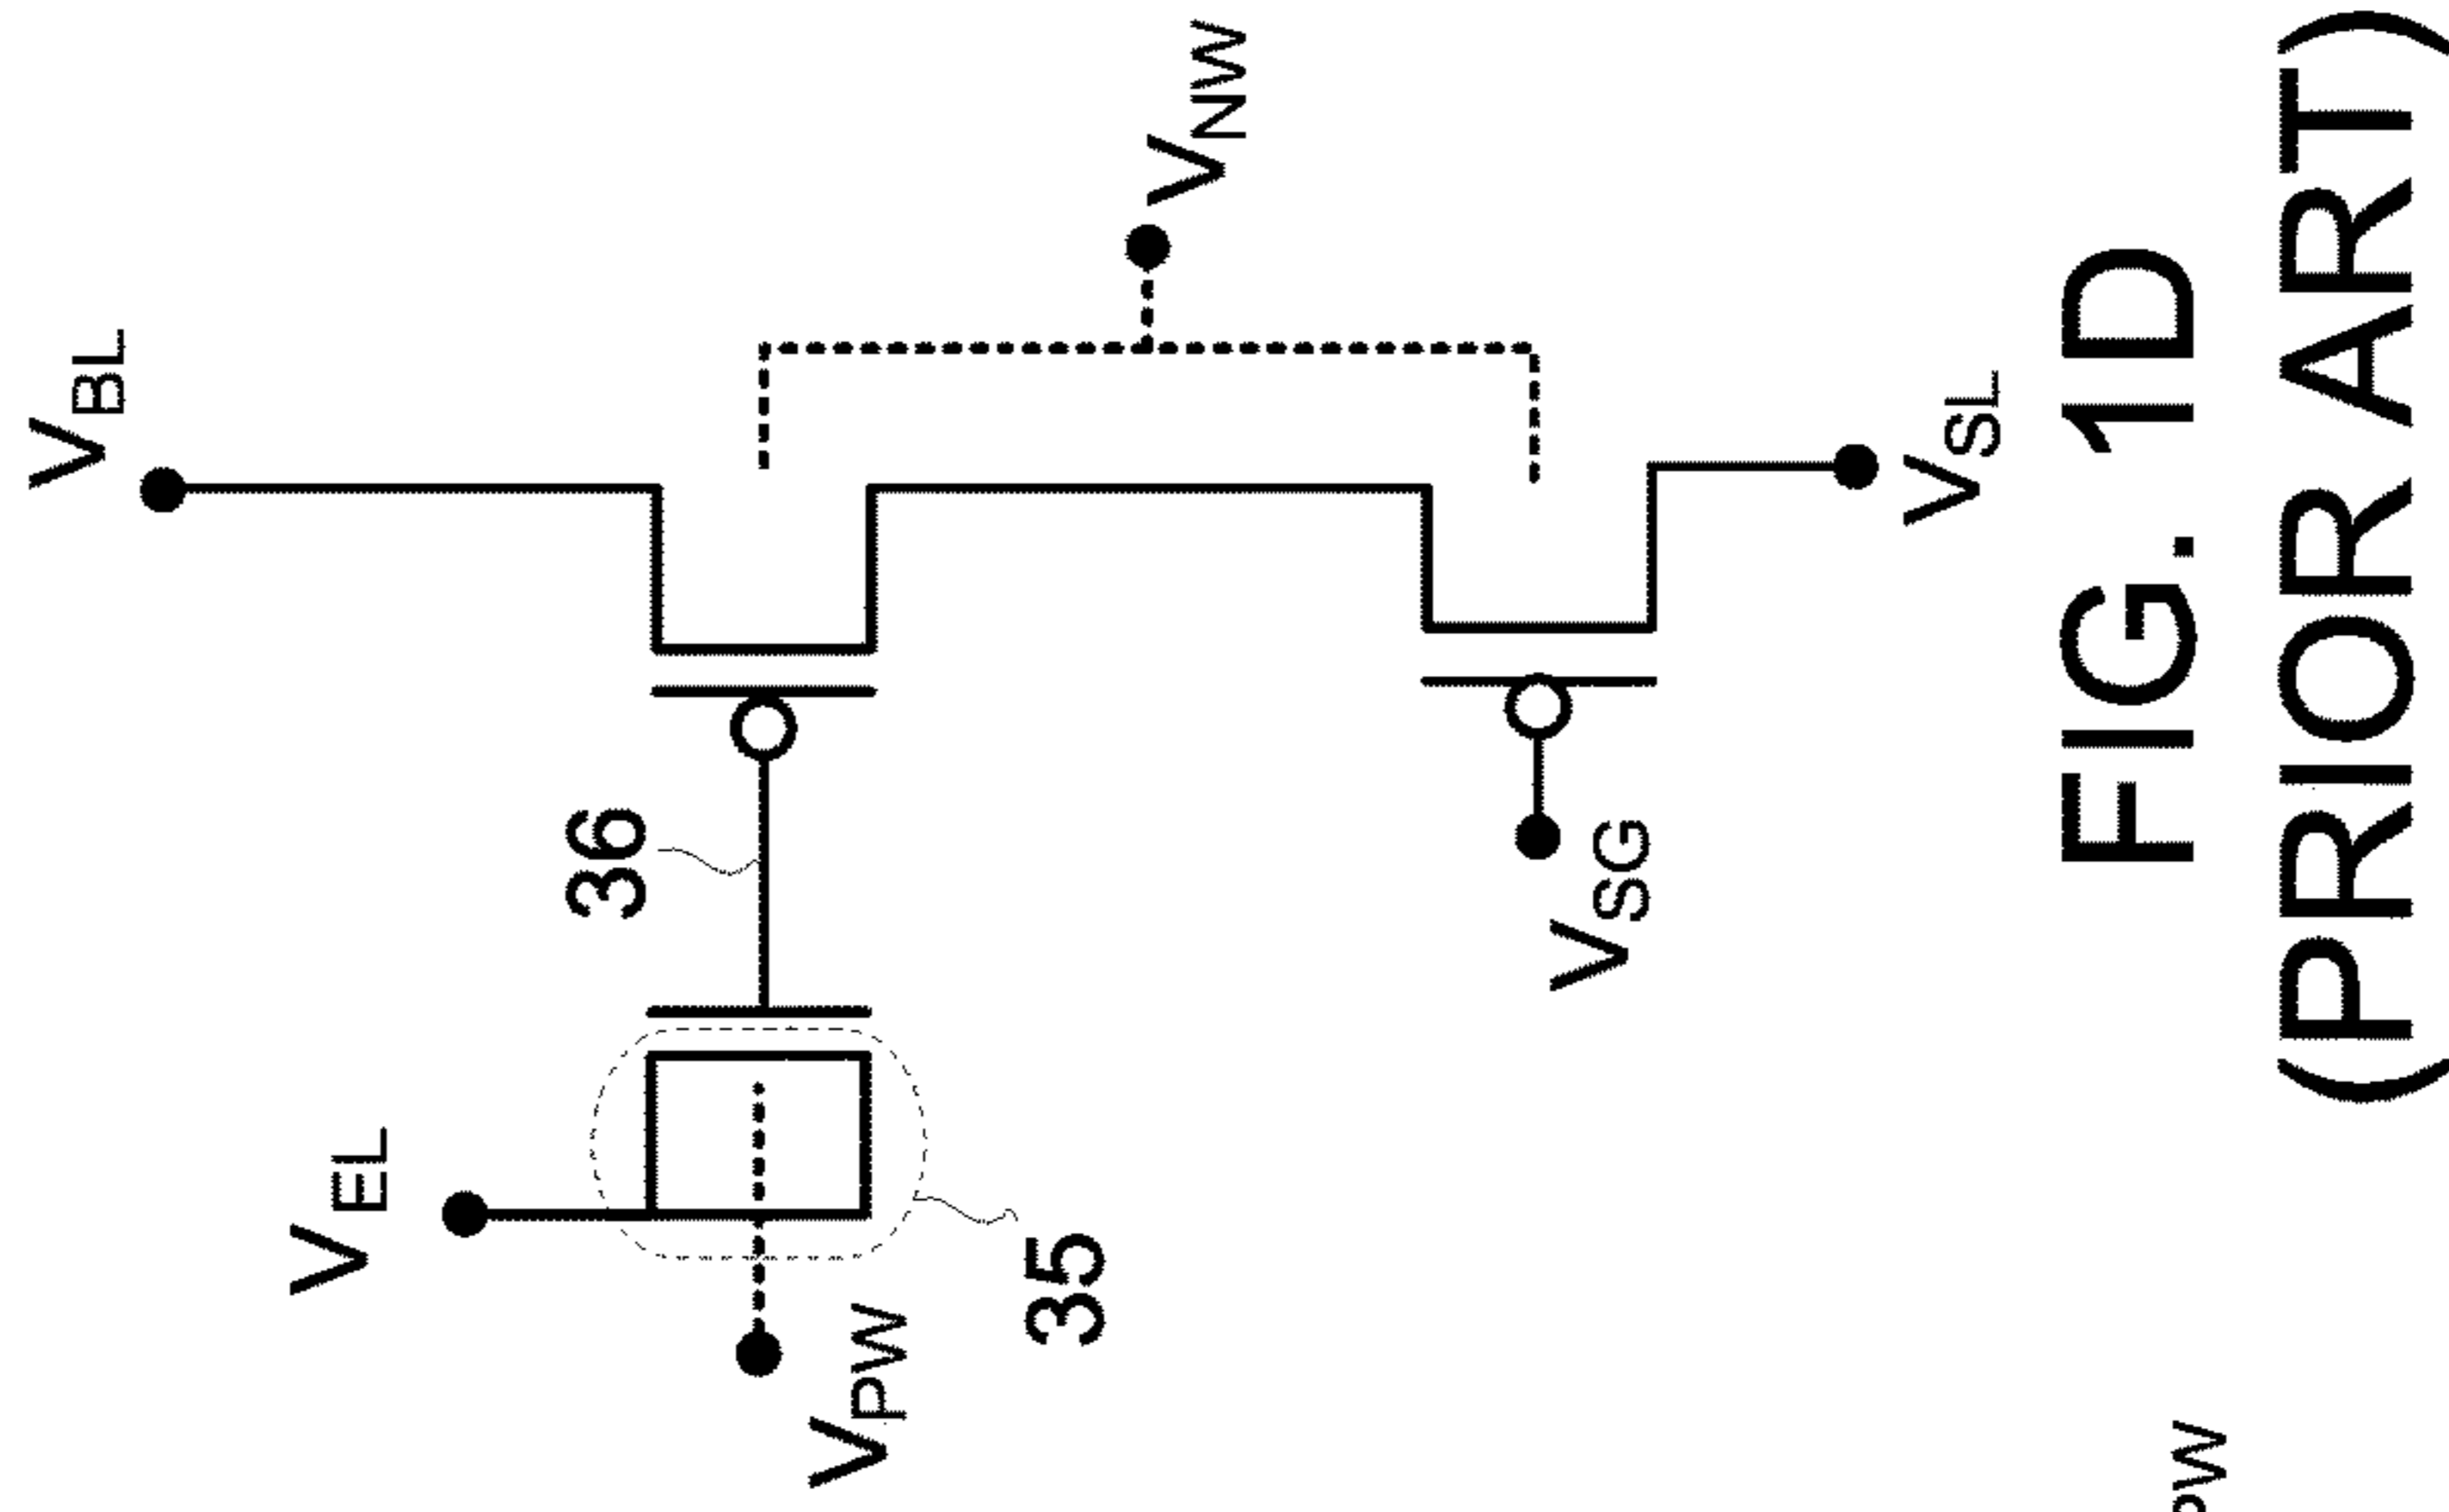 V_BL
V_NW
V_EL
36
V_PW
35
V_SG
V_SL
FIG. 1D
(PRIOR ART)